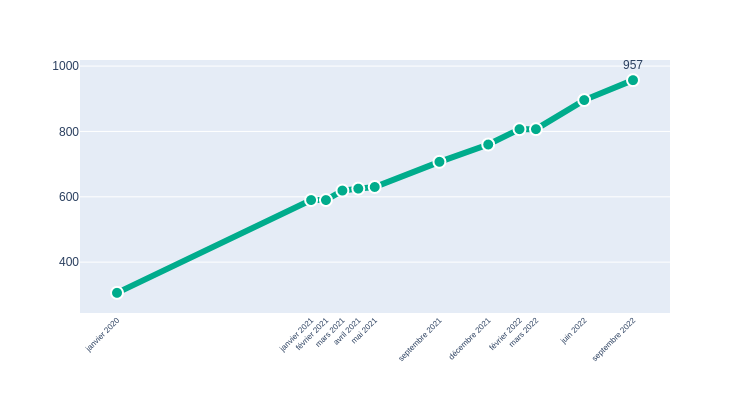 957
1000
800
600
400
janvier 2020
janvier 2021
février 2021
mars 2021
avril 2021
mai 2021
septembre 2021
décembre 2021
février 2022
mars 2022
juin 2022
septembre 2022